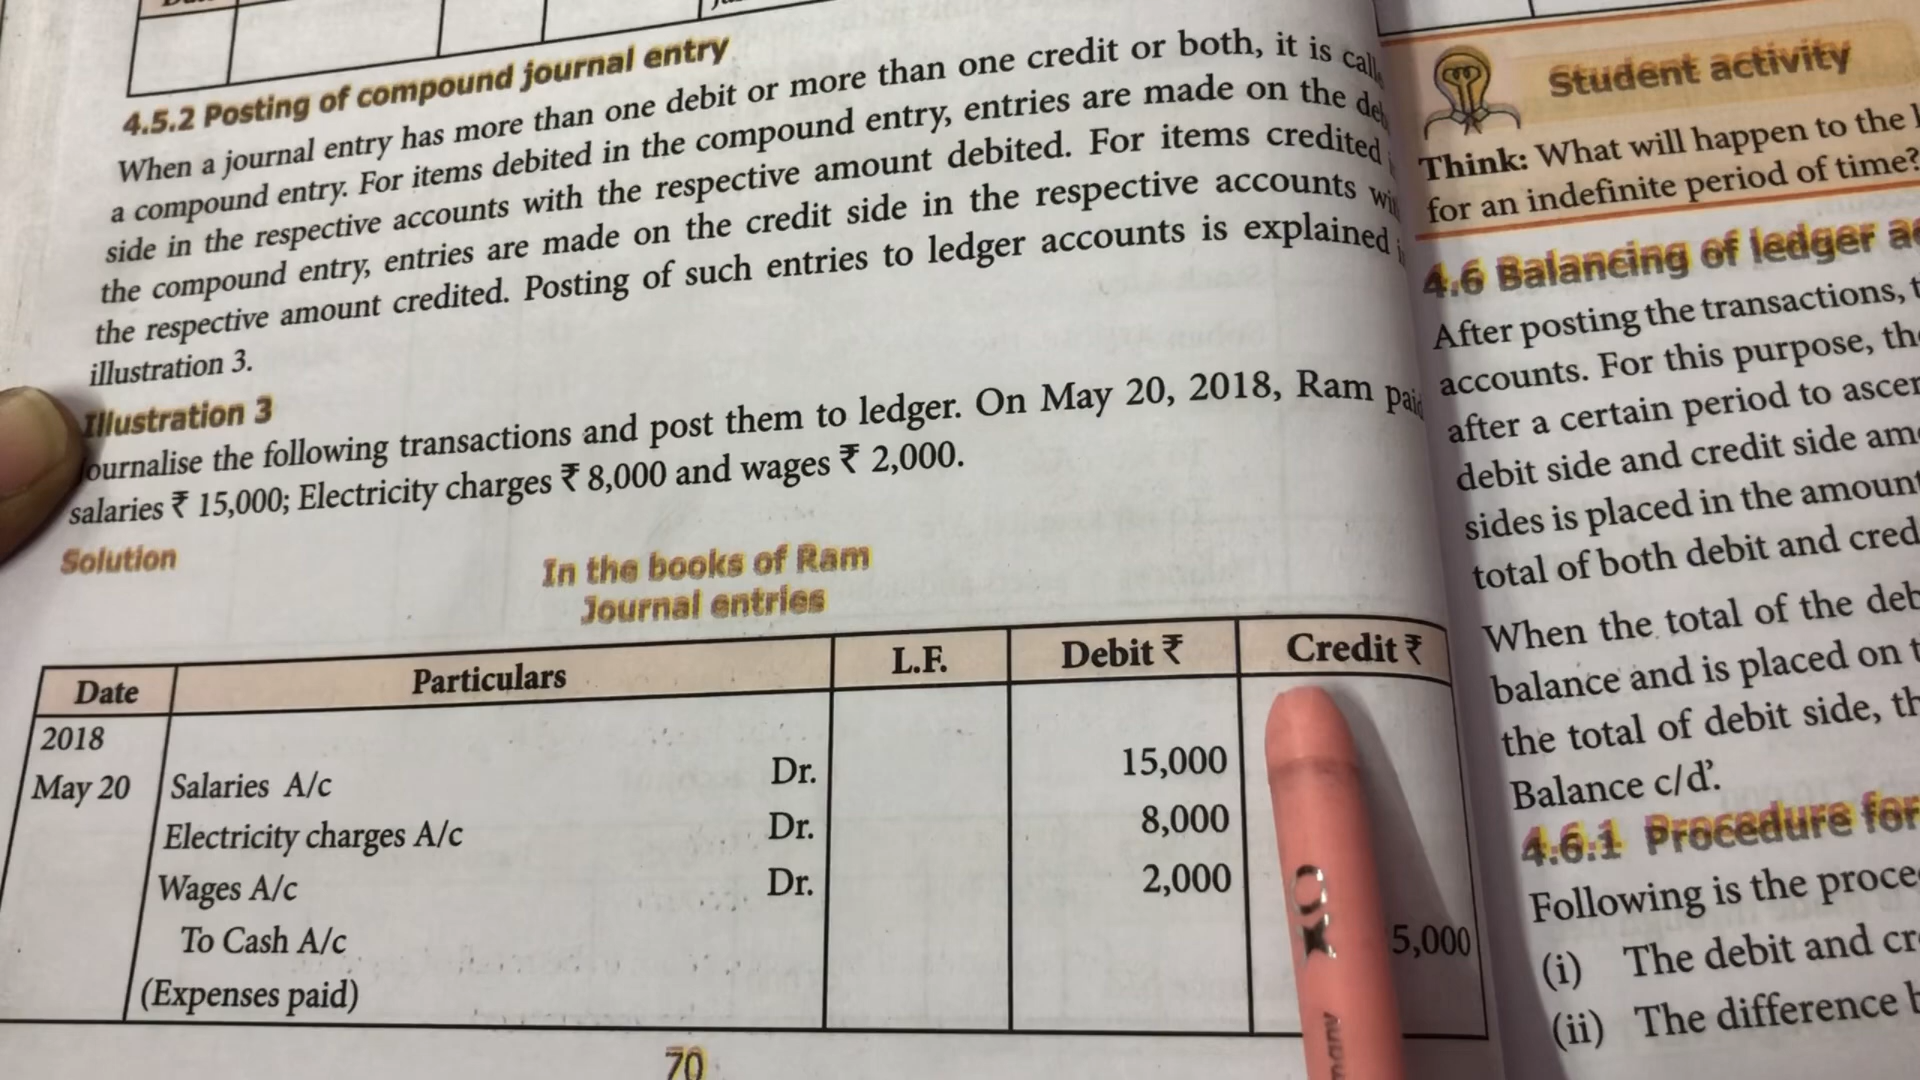 4.5.2 Posting of compound journal entry
When a journal entry has more than one debit or more than one credit or both, it is
a compound entry. For items debited in the compound entry, entries are made on the
side in the respective accounts with the respective amount debited. For items credited
the compound entry, entries are made on the credit side in the respective accounts
the respective amount credited. Posting of such entries to ledger accounts is explained
illustration 3.
Illustration 3
ournalise the following transactions and post them to ledger. On May 20, 2018, Ram
salaries ₹ 15,000; Electricity charges ₹ 8,000 and wages ₹ 2,000.
Solution
In the books of Ram
Journal entries
Date Particulars L.F. Debit ₹ Credit ₹
2018
May 20 Salaries A/c Dr. 15,000
Electricity charges A/c Dr. 8,000
Wages A/c Dr. 2,000
To Cash A/c 5,000
(Expenses paid)
70
Student activity
Think: What will happen to the
for an indefinite period of time?
4.6 Balancing of ledger
After posting the transactions,
accounts. For this purpose,
after a certain period to
debit side and credit side
sides is placed in the
total of both debit and
When the total of the
balance and is placed on
the total of debit side,
Balance c/d'.
4.6.1 Procedure for
Following is the
(i) The debit and
(ii) The difference
XO